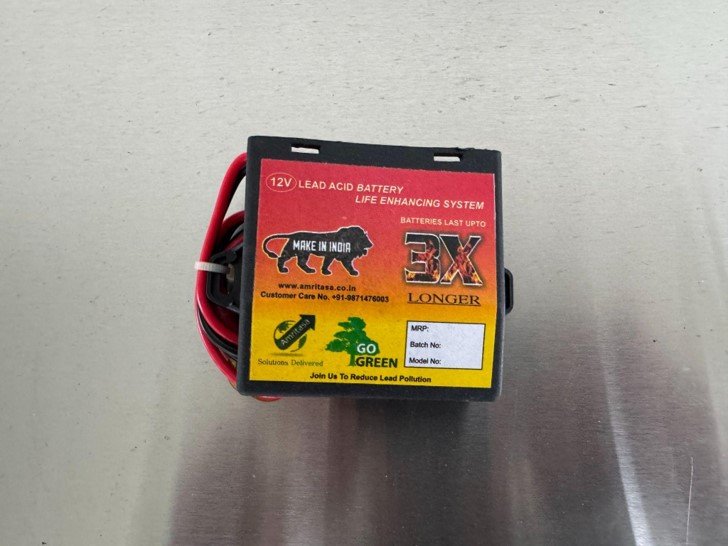 12V LEAD ACID BATTERY
LIFE ENHANCING SYSTEM
BATTERIES LAST UPTO
3X
LONGER
MAKE IN INDIA
www.amritasa.co.in
Customer Care No. +91-9871476003
Amritasa
Solutions Delivered
GO
GREEN
MRP:
Batch No:
Model No:
Join Us To Reduce Lead Pollution